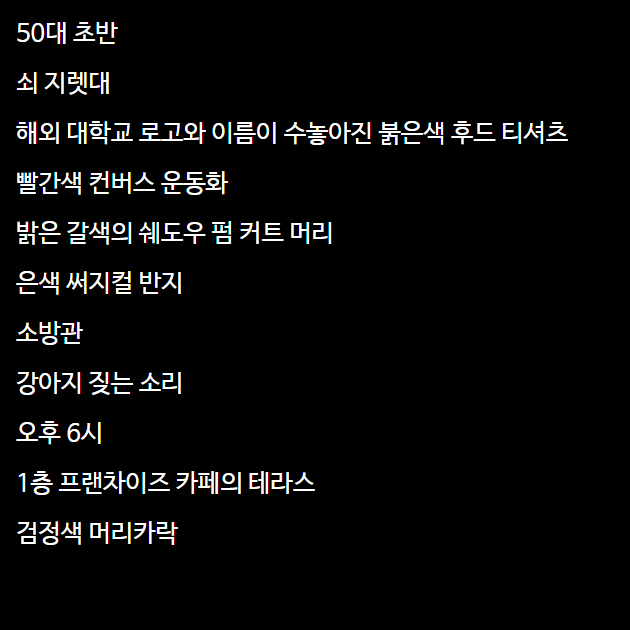 50대 초반
쇠 지렛대
해외 대학교 로고와 이름이 수놓아진 붉은색 후드 티셔츠
빨간색 컨버스 운동화
밝은 갈색의 쉐도우 펌 커트 머리
은색 써지컬 반지
소방관
강아지 짖는 소리
오후 6시
1층 프랜차이즈 카페의 테라스
검정색 머리카락